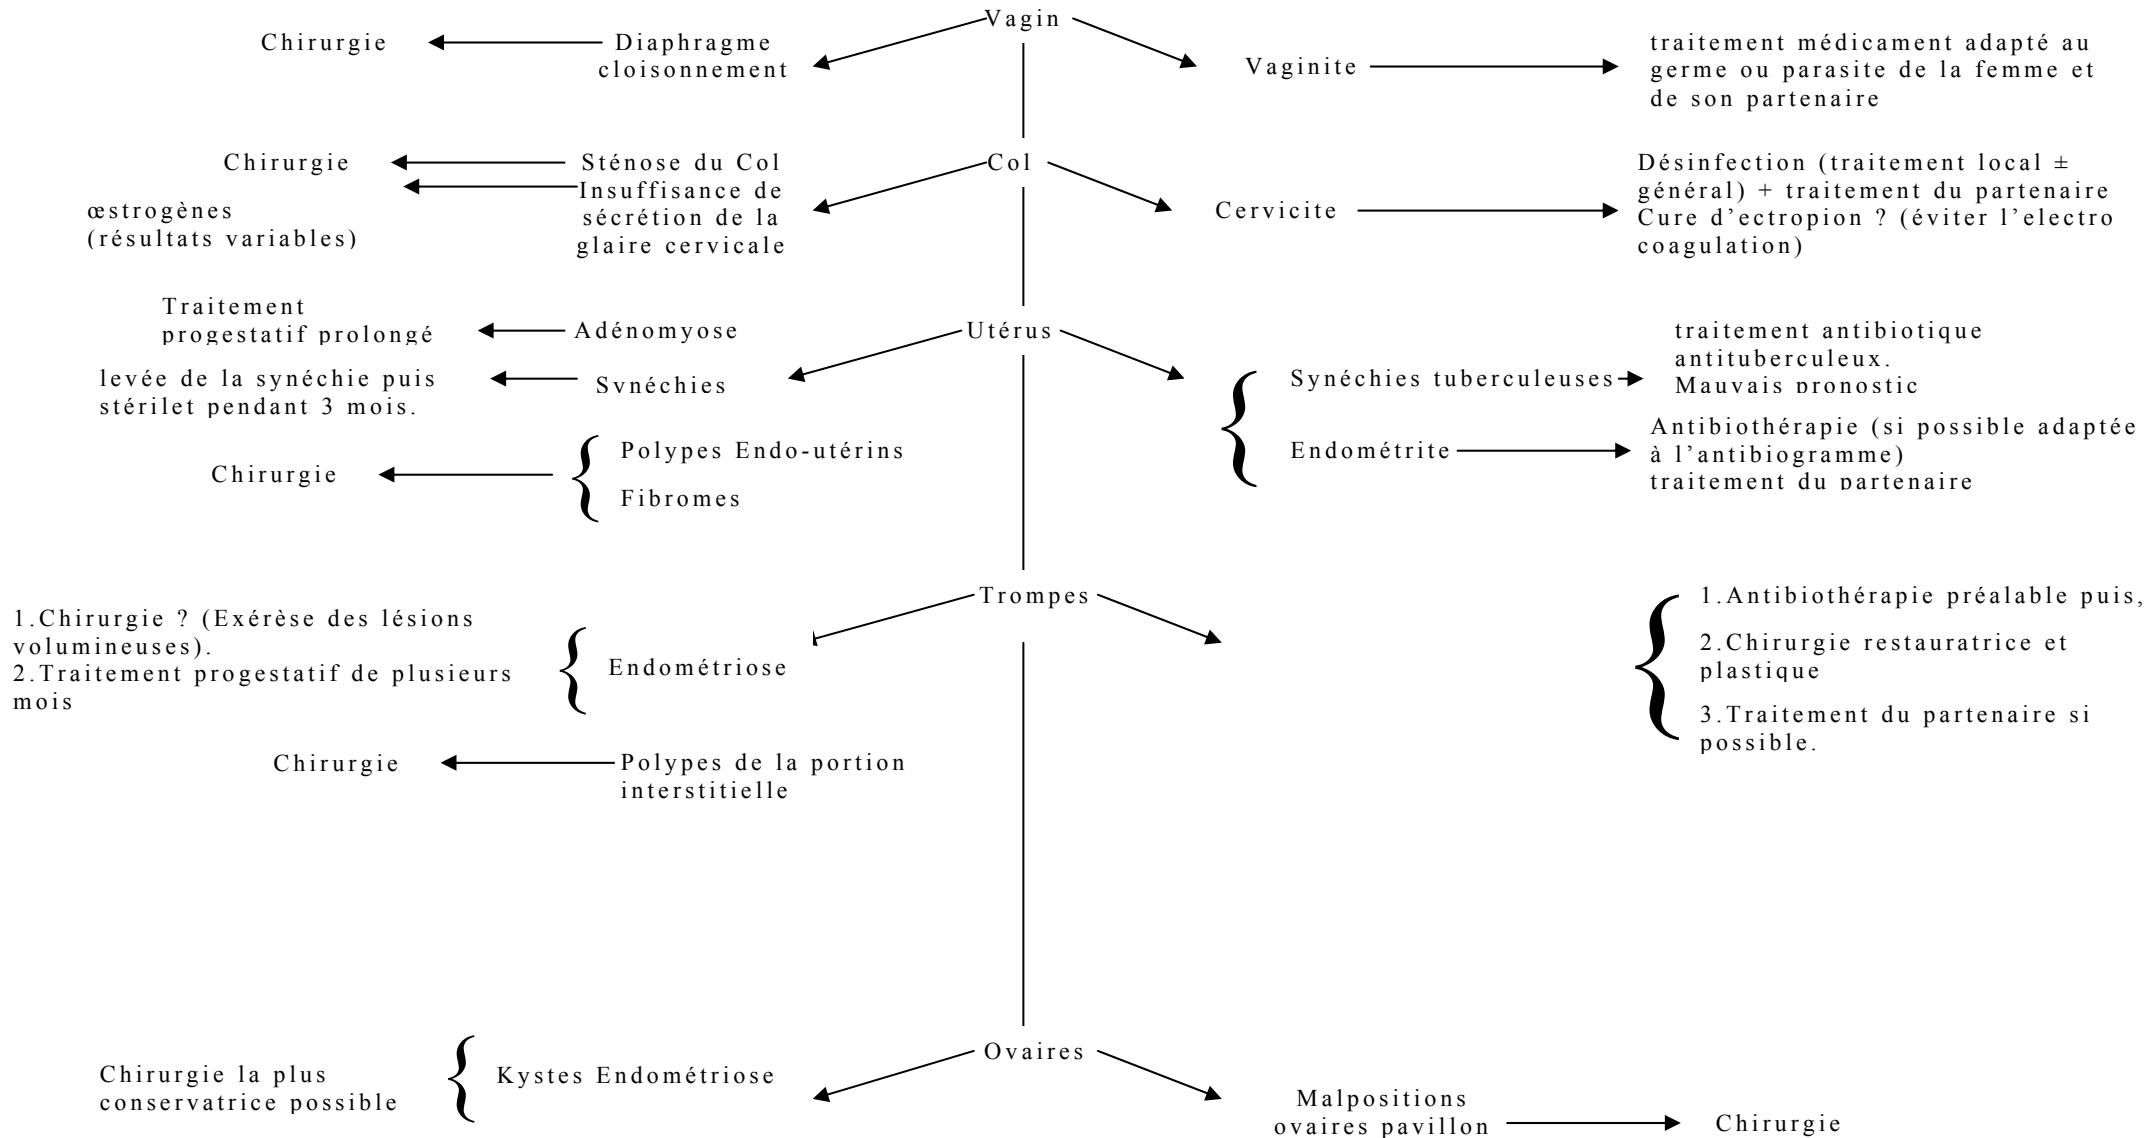 Vagin
Chirurgie
Diaphragme
cloisonnement
Vaginite
traitement médicament adapté au
germe ou parasite de la femme et
de son partenaire
Col
Chirurgie
œstrogènes
(résultats variables)
Sténose du Col
Insuffisance de
sécrétion de la
glaire cervicale
Cervicite
Désinfection (traitement local ±
général) + traitement du partenaire
Cure d'ectropion ? (éviter l'electro
coagulation)
Utérus
Traitement
progestatif prolongé
Adénomyose
levée de la synéchie puis
stérilet pendant 3 mois.
Synéchies
Chirurgie
Polypes Endo-utérins
Fibromes
Synéchies tuberculeuses
traitement antibiotique
antituberculeux.
Mauvais pronostic
Endométrite
Antibiothérapie (si possible adaptée
à l'antibiogramme)
traitement du partenaire
Trompes
1.Chirurgie ? (Exérèse des lésions
volumineuses).
2.Traitement progestatif de plusieurs
mois
Endométriose
Chirurgie
Polypes de la portion
interstitielle
1.Antibiothérapie préalable puis,
2.Chirurgie restauratrice et
plastique
3.Traitement du partenaire si
possible.
Ovaires
Chirurgie la plus
conservatrice possible
Kystes Endométriose
Malpositions
ovaires pavillon
Chirurgie